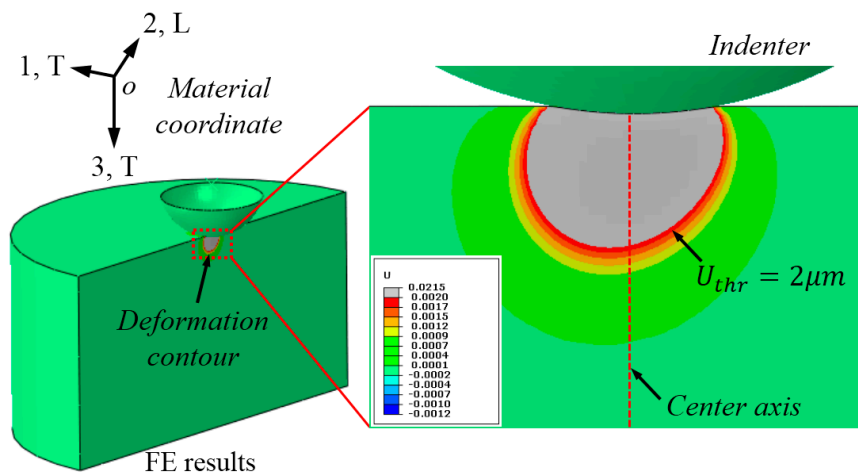 2, L
1, T
o
3, T
Material
coordinate
Deformation
contour
FE results
Indenter
U
0.0215
0.0020
0.0017
0.0015
0.0012
0.0009
0.0007
0.0004
0.0001
-0.0002
-0.0004
-0.0007
-0.0010
-0.0012
U_{thr} = 2μm
Center axis